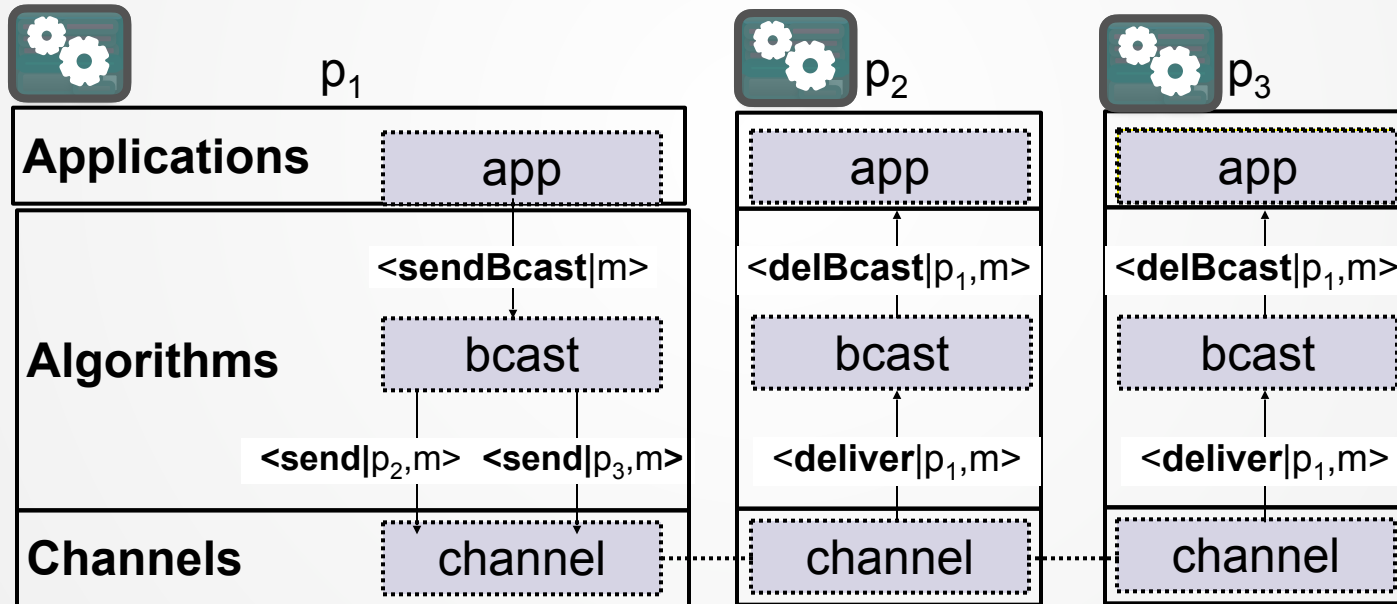 p₁ p₂ p₃
Applications app app app
<sendBcast|m> <delBcast|p₁,m> <delBcast|p₁,m>
Algorithms bcast bcast bcast
<send|p₂,m> <send|p₃,m> <deliver|p₁,m> <deliver|p₁,m>
Channels channel channel channel